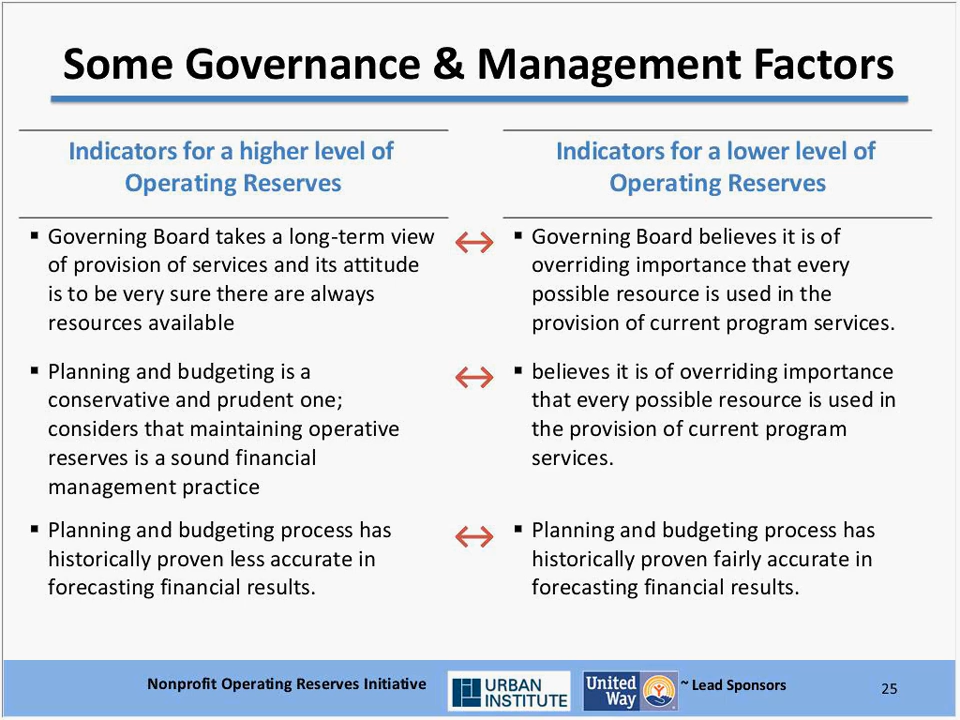 Some Governance & Management Factors
Indicators for a higher level of
Operating Reserves
Indicators for a lower level of
Operating Reserves
▪ Governing Board takes a long-term view
of provision of services and its attitude
is to be very sure there are always
resources available
↔
▪ Governing Board believes it is of
overriding importance that every
possible resource is used in the
provision of current program services.
▪ Planning and budgeting is a
conservative and prudent one;
considers that maintaining operative
reserves is a sound financial
management practice
↔
▪ believes it is of overriding importance
that every possible resource is used in
the provision of current program
services.
▪ Planning and budgeting process has
historically proven less accurate in
forecasting financial results.
↔
▪ Planning and budgeting process has
historically proven fairly accurate in
forecasting financial results.
Nonprofit Operating Reserves Initiative
URBAN
INSTITUTE
United
Way
~ Lead Sponsors
25